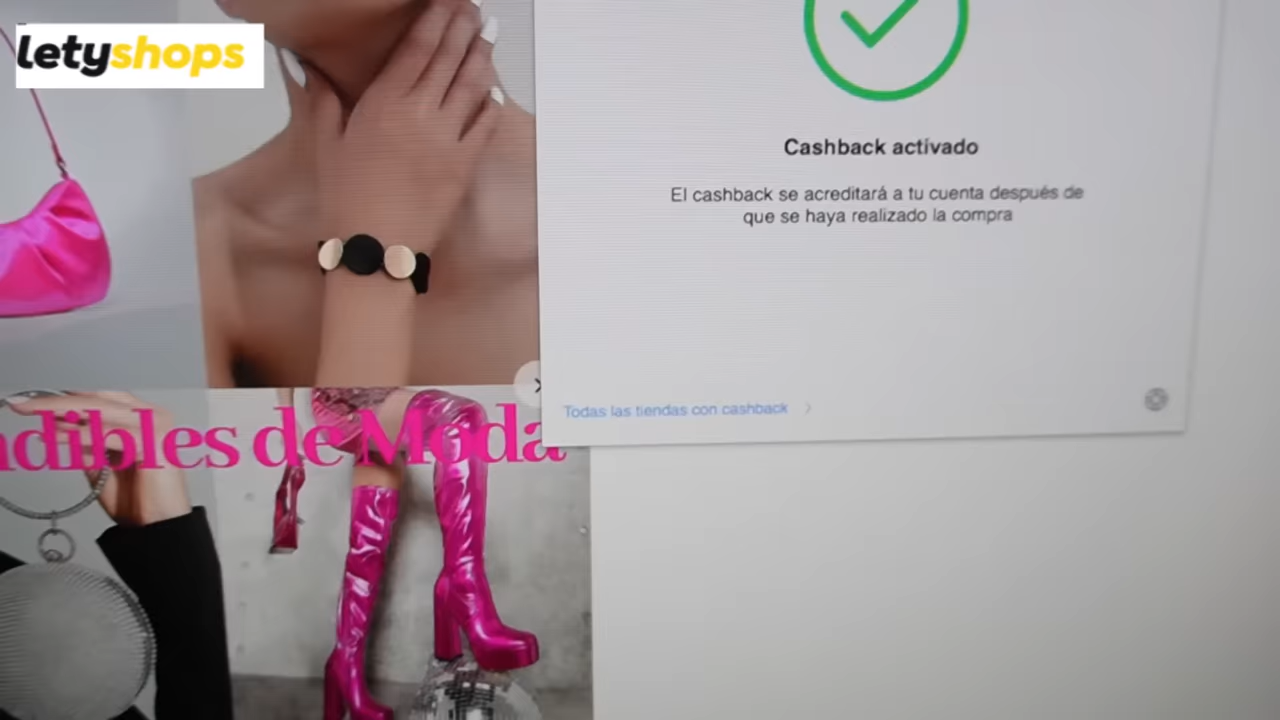 letyshops
Cashback activado
El cashback se acreditará a tu cuenta después de
que se haya realizado la compra
Todas las tiendas con cashback
de Moda